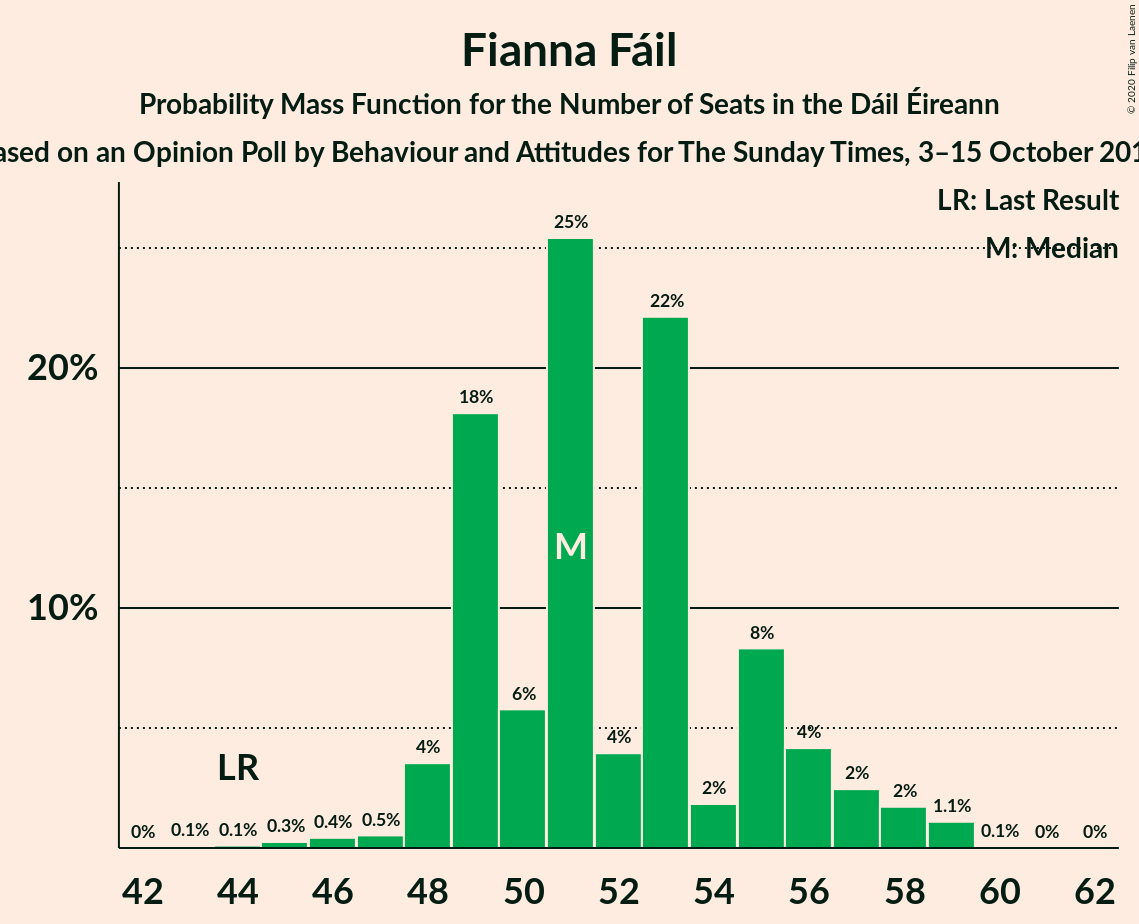 Fianna Fáil
Probability Mass Function for the Number of Seats in the Dáil Éireann
ased on an Opinion Poll by Behaviour and Attitudes for The Sunday Times, 3–15 October 201
© 2020 Filip van Laenen
LR: Last Result
M: Median
20%
10%
0%
0.1%
0.1%
0.3%
0.4%
0.5%
4%
18%
6%
25%
4%
22%
2%
8%
4%
2%
2%
1.1%
0.1%
0%
0%
LR
M
42 44 46 48 50 52 54 56 58 60 62